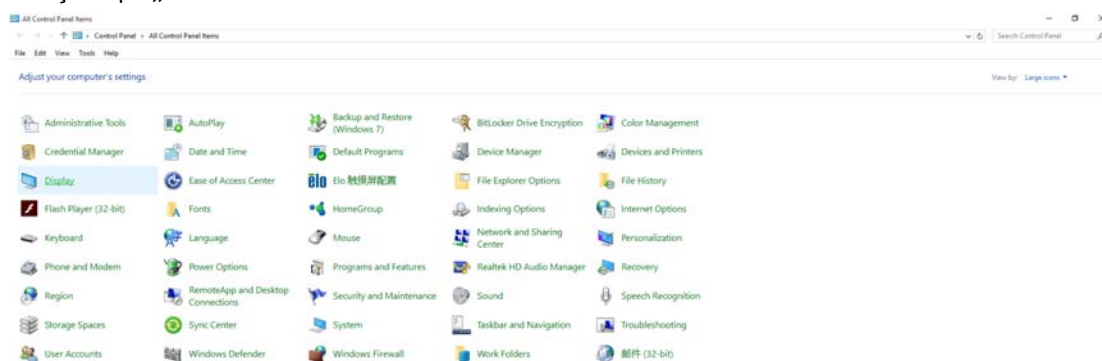 All Control Panel Items
Control Panel > All Control Panel Items
Search Control Panel
File Edit View Tools Help
Adjust your computer's settings
View by: Large icons
Administrative Tools
AutoPlay
Backup and Restore
(Windows 7)
BitLocker Drive Encryption
Color Management
Credential Manager
Date and Time
Default Programs
Device Manager
Devices and Printers
Display
Ease of Access Center
elo
Elo 触摸屏配置
File Explorer Options
File History
Flash Player (32-bit)
Fonts
HomeGroup
Indexing Options
Internet Options
Keyboard
Language
Mouse
Network and Sharing
Center
Personalization
Phone and Modem
Power Options
Programs and Features
Realtek HD Audio Manager
Recovery
Region
RemoteApp and Desktop
Connections
Security and Maintenance
Sound
Speech Recognition
Storage Spaces
Sync Center
System
Taskbar and Navigation
Troubleshooting
User Accounts
Windows Defender
Windows Firewall
Work Folders
邮件 (32-bit)